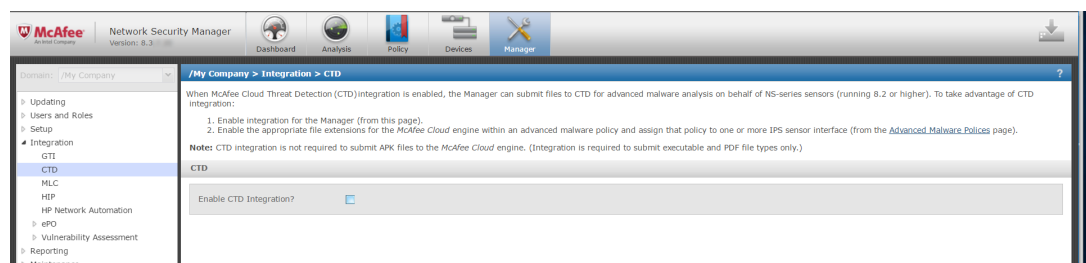 McAfee
An Intel Company
Network Security Manager
Version: 8.3
Dashboard
Analysis
Policy
Devices
Manager
Domain: /My Company
Updating
Users and Roles
Setup
Integration
GTI
CTD
MLC
HIP
HP Network Automation
ePO
Vulnerability Assessment
Reporting
Maintenance
/My Company > Integration > CTD
?
When McAfee Cloud Threat Detection (CTD)integration is enabled, the Manager can submit files to CTD for advanced malware analysis on behalf of NS-series sensors (running 8.2 or higher). To take advantage of CTD
integration:
1. Enable integration for the Manager (from this page).
2. Enable the appropriate file extensions for the McAfee Cloud engine within an advanced malware policy and assign that policy to one or more IPS sensor interface (from the Advanced Malware Polices page).
Note: CTD integration is not required to submit APK files to the McAfee Cloud engine. (Integration is required to submit executable and PDF file types only.)
CTD
Enable CTD Integration?